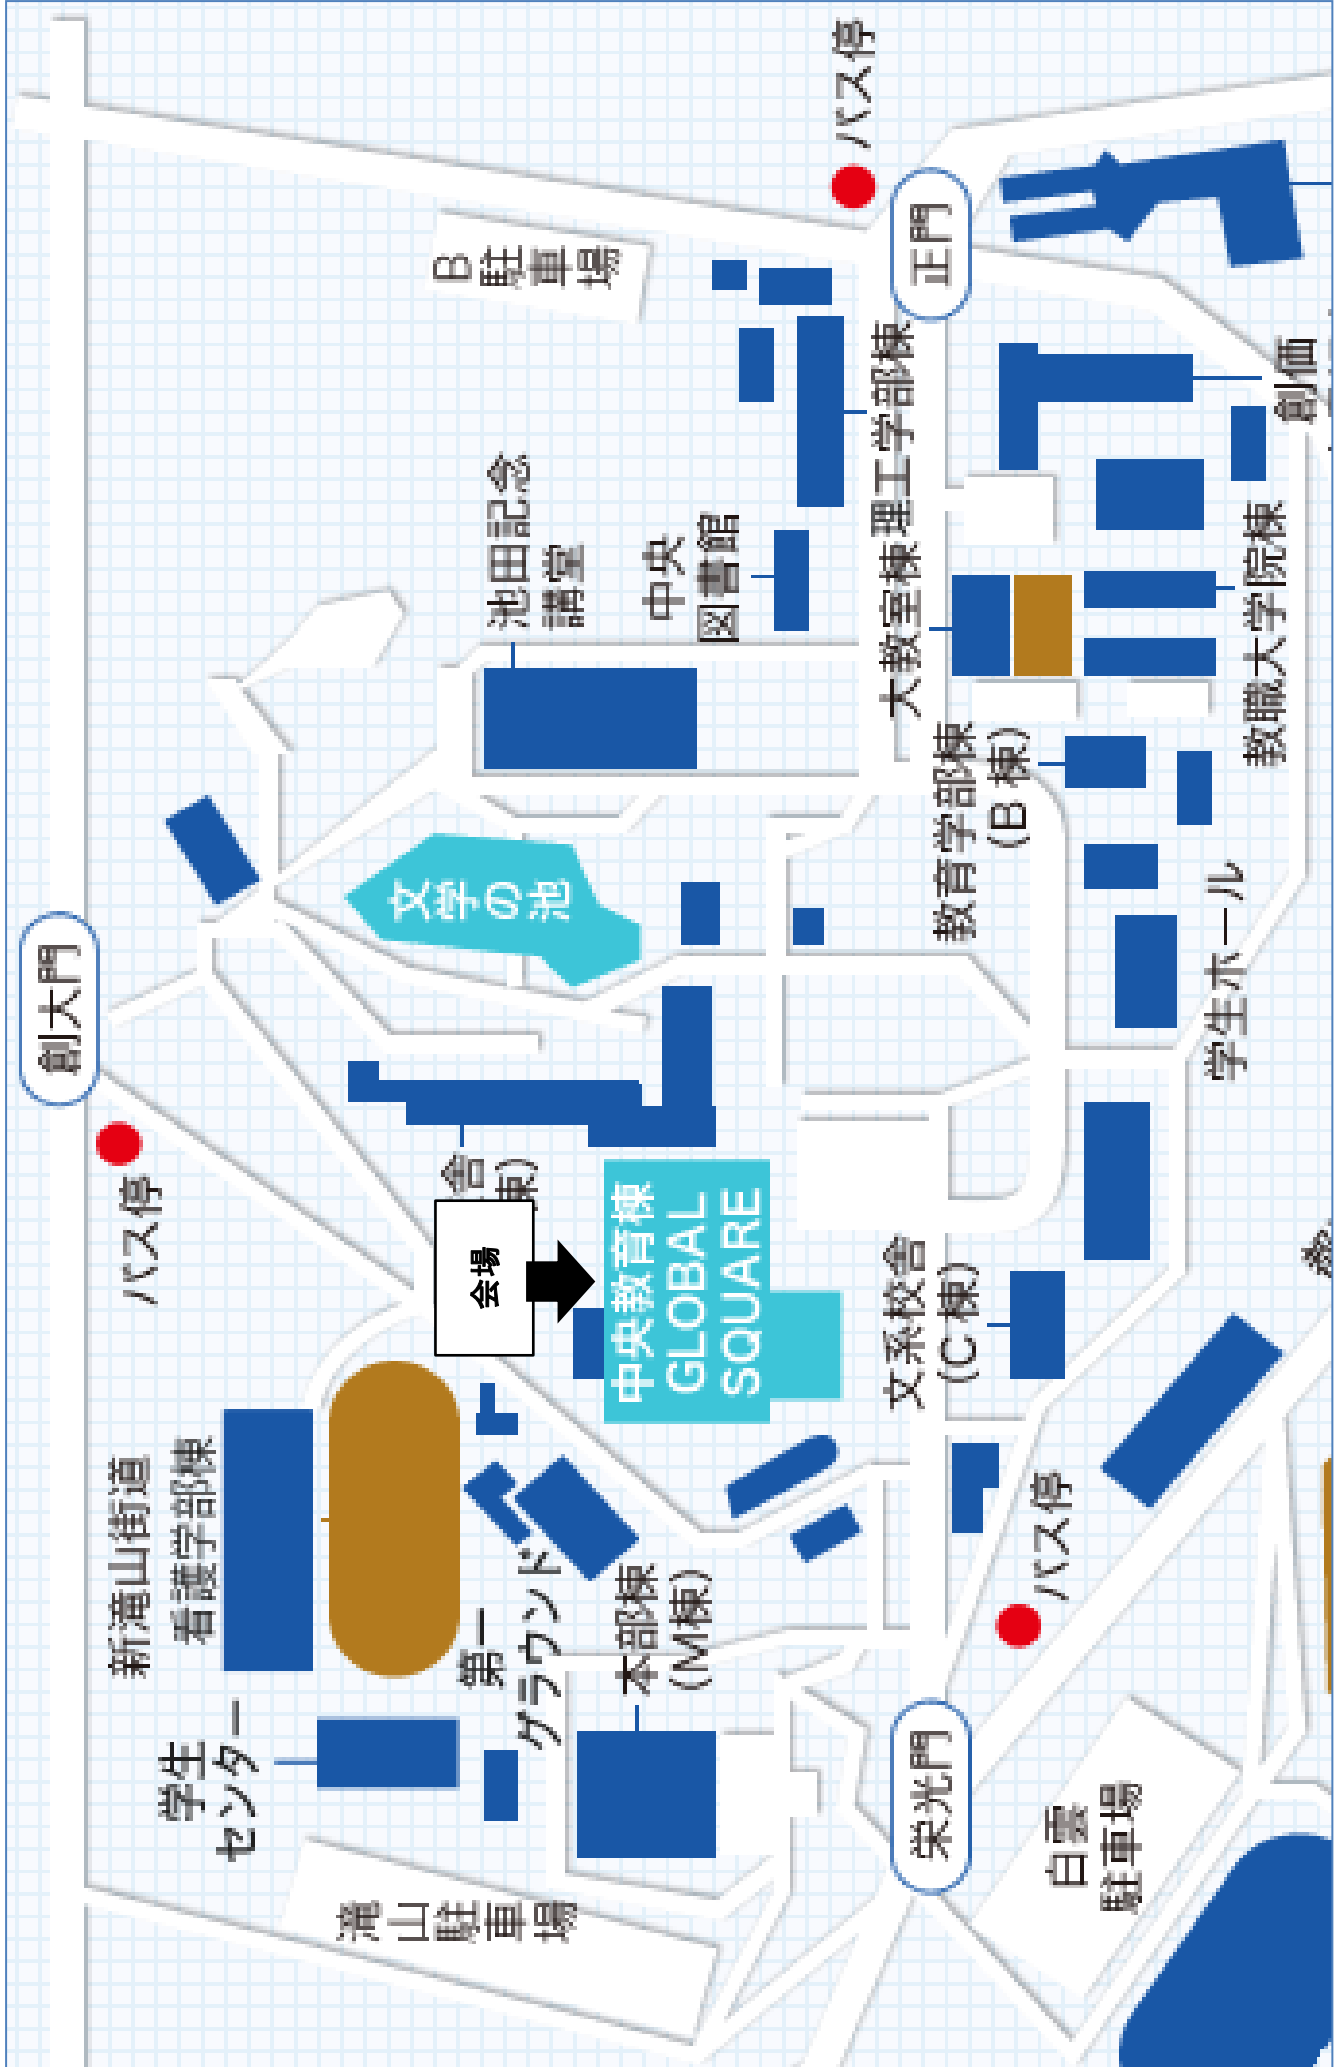 新滝山街道
看護学部棟
バス停
創大門
学生
センター
第一
グラウンド
会場
舎
棟)
文学の池
池田記念
講堂
B
駐
車
場
滝山駐車場
本部棟
(M棟)
中央教育棟
GLOBAL
SQUARE
中央
図書館
バス停
栄光門
文系校舎
(C棟)
教育学部棟
(B棟)
大教室棟
理工学部棟
正門
白雲
駐車場
バス停
学生ホール
教職大学院棟
創価